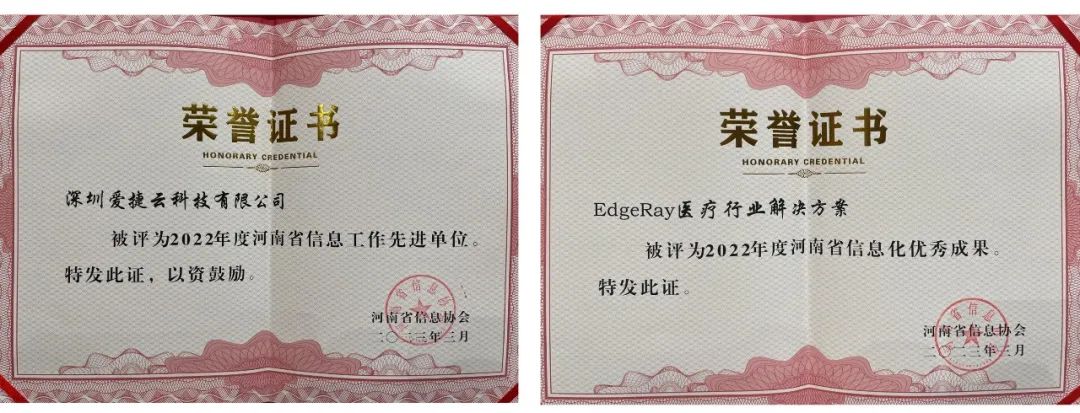 荣誉证书
HONORARY CREDENTIAL
深圳爱捷云科技有限公司
被评为2022年度河南省信息工作先进单位。
特发此证，以资鼓励。
河南省信息协会
二〇二三年三月
荣誉证书
HONORARY CREDENTIAL
EdgeRay医疗行业解决方案
被评为2022年度河南省信息化优秀成果。
特发此证。
河南省信息协会
二〇二三年三月